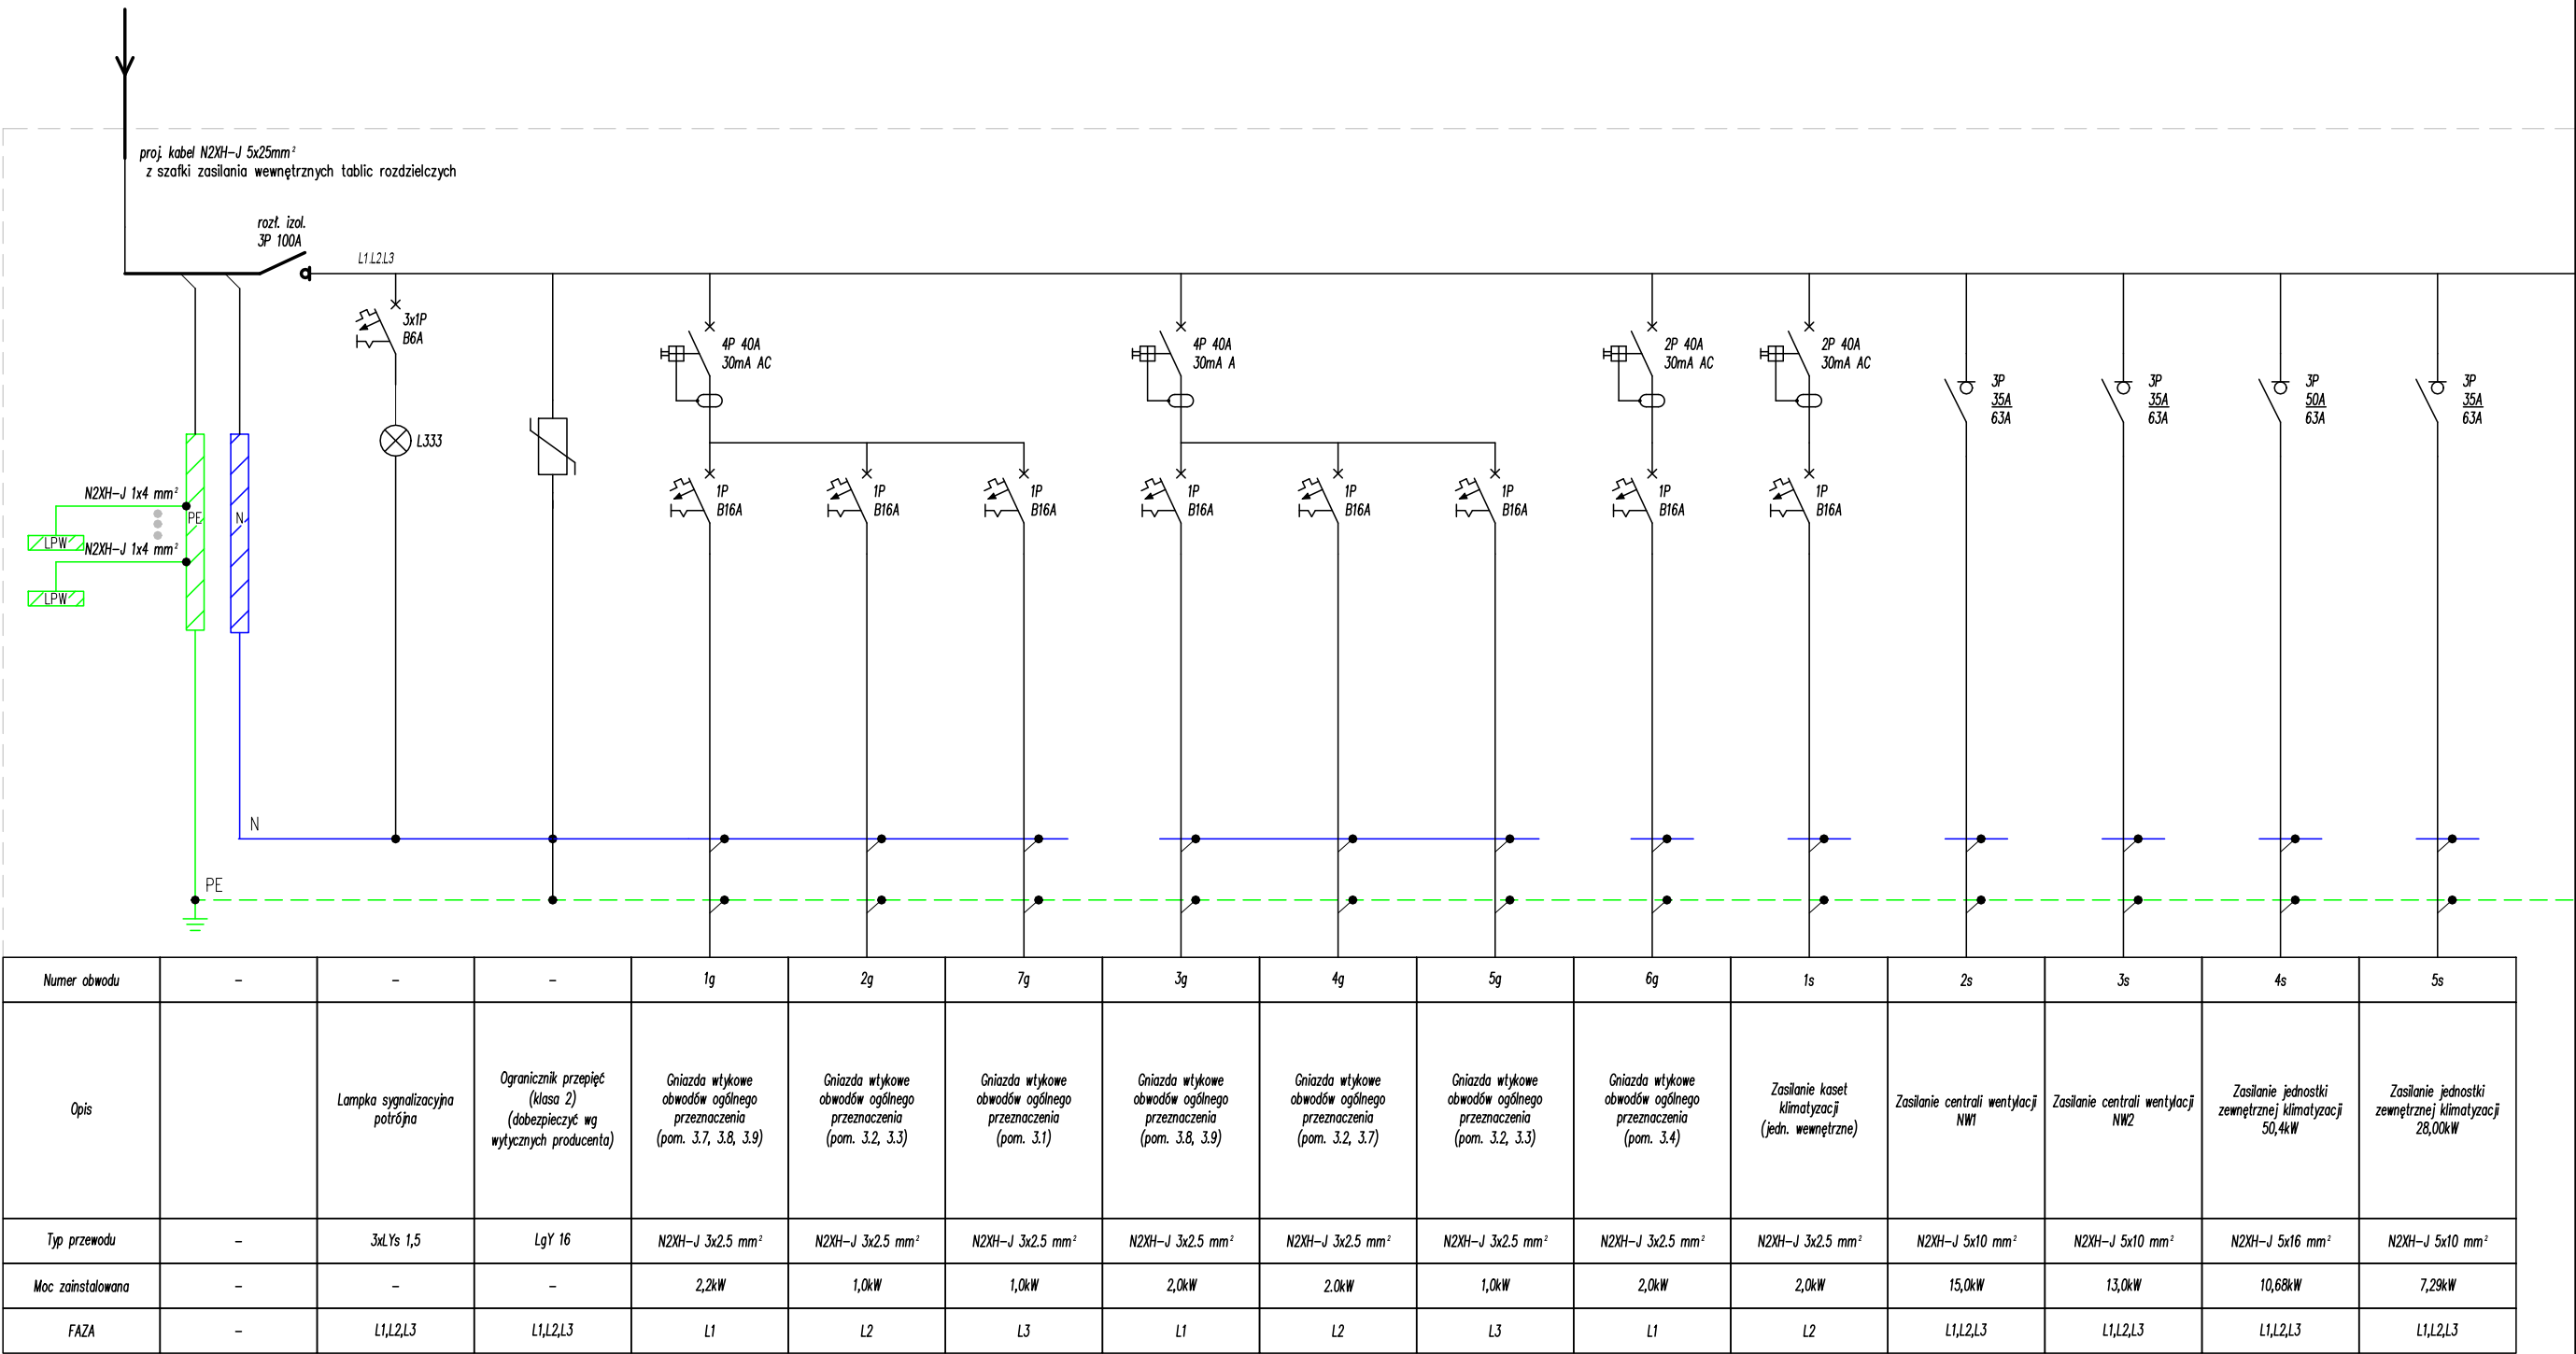 proj. kabel N2XH-J 5x25mm²
z szafki zasilania wewnętrznych tablic rozdzielczych
rozł. izol.
3P 100A
L1.L2.L3
3x1P
B6A
L333
4P 40A
30mA AC
4P 40A
30mA A
2P 40A
30mA AC
2P 40A
30mA AC
3P
35A
63A
3P
35A
63A
3P
50A
63A
3P
35A
63A
1P
B16A
1P
B16A
1P
B16A
1P
B16A
1P
B16A
1P
B16A
1P
B16A
1P
B16A
N2XH-J 1x4 mm²
PE
N
LPW
N2XH-J 1x4 mm²
LPW
N
PE
Numer obwodu - - - 1g 2g 7g 3g 4g 5g 6g 1s 2s 3s 4s 5s
Opis
-
Lampka sygnalizacyjna
potrójna
Ogranicznik przepięć
(klasa 2)
(dobezpieczyć wg
wytycznych producenta)
Gniazda wtykowe
obwodów ogólnego
przeznaczenia
(pom. 3.7, 3.8, 3.9)
Gniazda wtykowe
obwodów ogólnego
przeznaczenia
(pom. 3.2, 3.3)
Gniazda wtykowe
obwodów ogólnego
przeznaczenia
(pom. 3.1)
Gniazda wtykowe
obwodów ogólnego
przeznaczenia
(pom. 3.8, 3.9)
Gniazda wtykowe
obwodów ogólnego
przeznaczenia
(pom. 3.2, 3.7)
Gniazda wtykowe
obwodów ogólnego
przeznaczenia
(pom. 3.2, 3.3)
Gniazda wtykowe
obwodów ogólnego
przeznaczenia
(pom. 3.4)
Zasilanie kaset
klimatyzacji
(jedn. wewnętrzne)
Zasilanie centrali wentylacji
NW1
Zasilanie centrali wentylacji
NW2
Zasilanie jednostki
zewnętrznej klimatyzacji
50,4kW
Zasilanie jednostki
zewnętrznej klimatyzacji
28,00kW
Typ przewodu - 3xLYs 1,5 LgY 16 N2XH-J 3x2.5 mm² N2XH-J 3x2.5 mm² N2XH-J 3x2.5 mm² N2XH-J 3x2.5 mm² N2XH-J 3x2.5 mm² N2XH-J 3x2.5 mm² N2XH-J 3x2.5 mm² N2XH-J 3x2.5 mm² N2XH-J 5x10 mm² N2XH-J 5x10 mm² N2XH-J 5x16 mm² N2XH-J 5x10 mm²
Moc zainstalowana - - - 2,2kW 1,0kW 1,0kW 2,0kW 2.0kW 1,0kW 2,0kW 2,0kW 15,0kW 13,0kW 10,68kW 7,29kW
FAZA - L1,L2,L3 L1,L2,L3 L1 L2 L3 L1 L2 L3 L1 L2 L1,L2,L3 L1,L2,L3 L1,L2,L3 L1,L2,L3